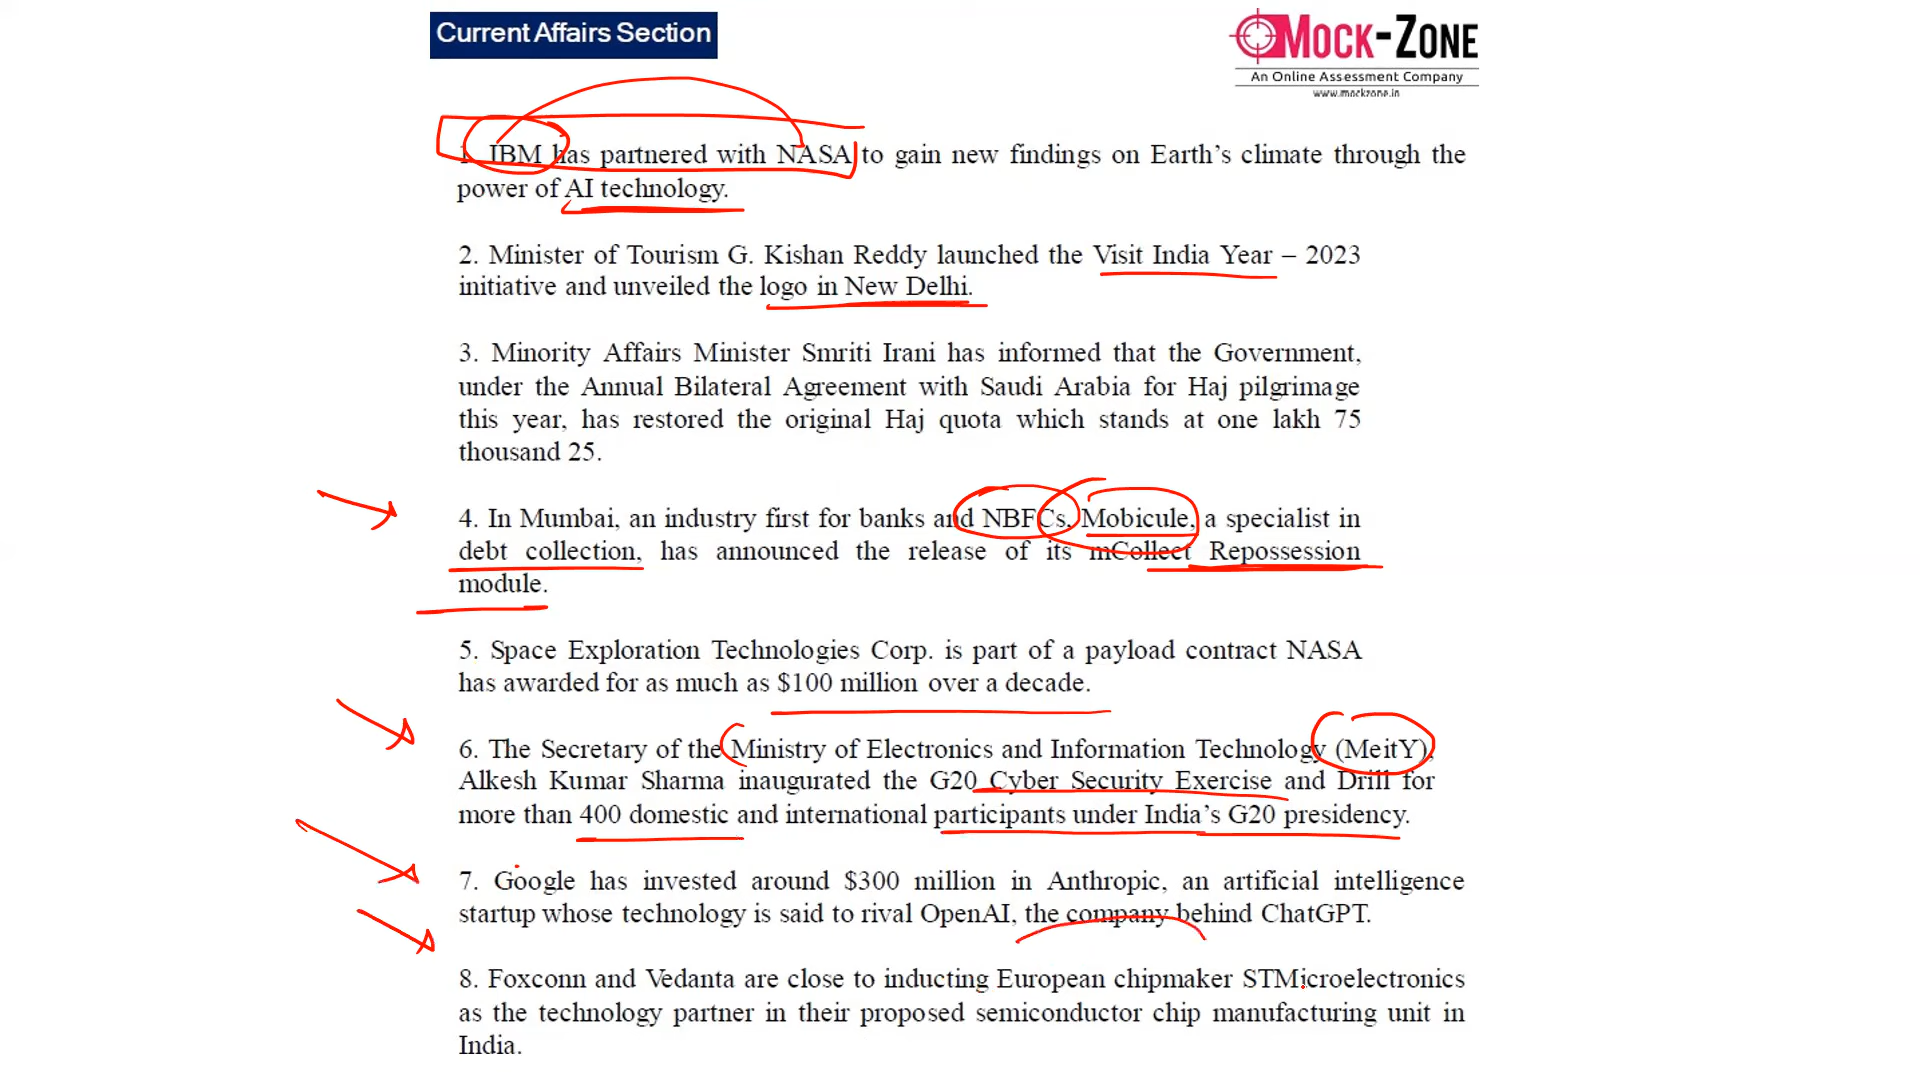 Current Affairs Section
MOCK-ZONE
An Online Assessment Company
www.mockzone.in
1. IBM has partnered with NASA to gain new findings on Earth's climate through the
power of AI technology.
2. Minister of Tourism G. Kishan Reddy launched the Visit India Year – 2023
initiative and unveiled the logo in New Delhi.
3. Minority Affairs Minister Smriti Irani has informed that the Government,
under the Annual Bilateral Agreement with Saudi Arabia for Haj pilgrimage
this year, has restored the original Haj quota which stands at one lakh 75
thousand 25.
4. In Mumbai, an industry first for banks and NBFCs, Mobicule, a specialist in
debt collection, has announced the release of its mCollect Repossession
module.
5. Space Exploration Technologies Corp. is part of a payload contract NASA
has awarded for as much as $100 million over a decade.
6. The Secretary of the Ministry of Electronics and Information Technology (MeitY),
Alkesh Kumar Sharma inaugurated the G20 Cyber Security Exercise and Drill for
more than 400 domestic and international participants under India's G20 presidency.
7. Google has invested around $300 million in Anthropic, an artificial intelligence
startup whose technology is said to rival OpenAI, the company behind ChatGPT.
8. Foxconn and Vedanta are close to inducting European chipmaker STMicroelectronics
as the technology partner in their proposed semiconductor chip manufacturing unit in
India.